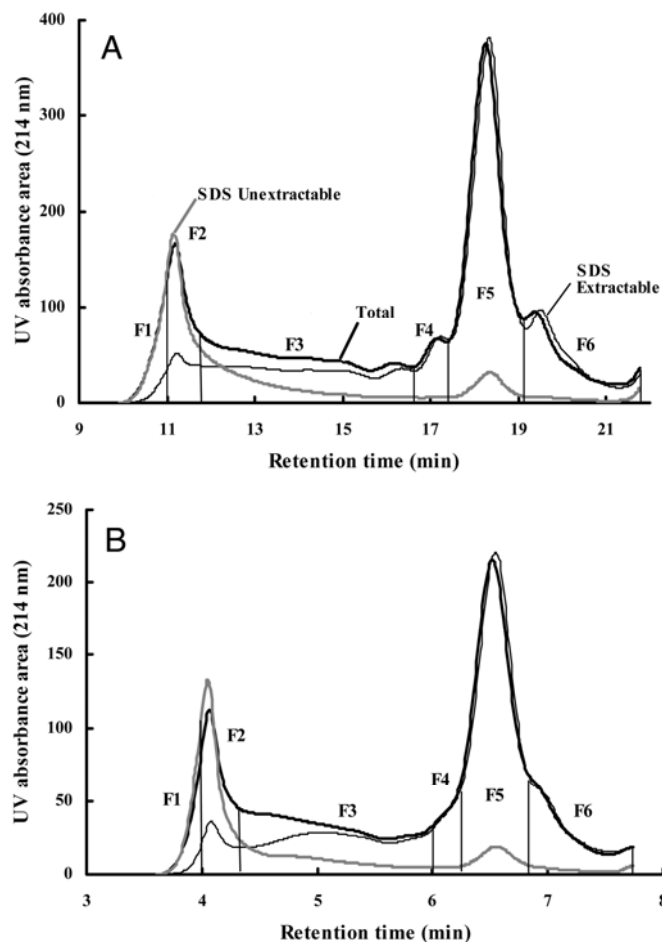 A
UV absorbance area (214 nm)
400
300
200
100
0
SDS Unextractable
F1
F2
F3
Total
F4
F5
SDS
Extractable
F6
9 11 13 15 17 19 21
Retention time (min)
B
UV absorbance area (214 nm)
250
200
150
100
50
0
F1
F2
F3
F4
F5
F6
3 4 5 6 7 8
Retention time (min)